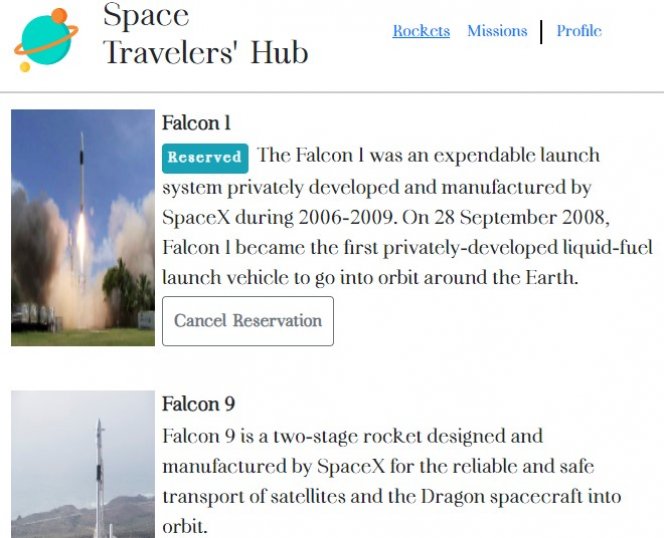 Space
Travelers' Hub
Rockets Missions Profile
Falcon 1
Reserved The Falcon 1 was an expendable launch
system privately developed and manufactured by
SpaceX during 2006-2009. On 28 September 2008,
Falcon 1 became the first privately-developed liquid-fuel
launch vehicle to go into orbit around the Earth.
Cancel Reservation
Falcon 9
Falcon 9 is a two-stage rocket designed and
manufactured by SpaceX for the reliable and safe
transport of satellites and the Dragon spacecraft into
orbit.